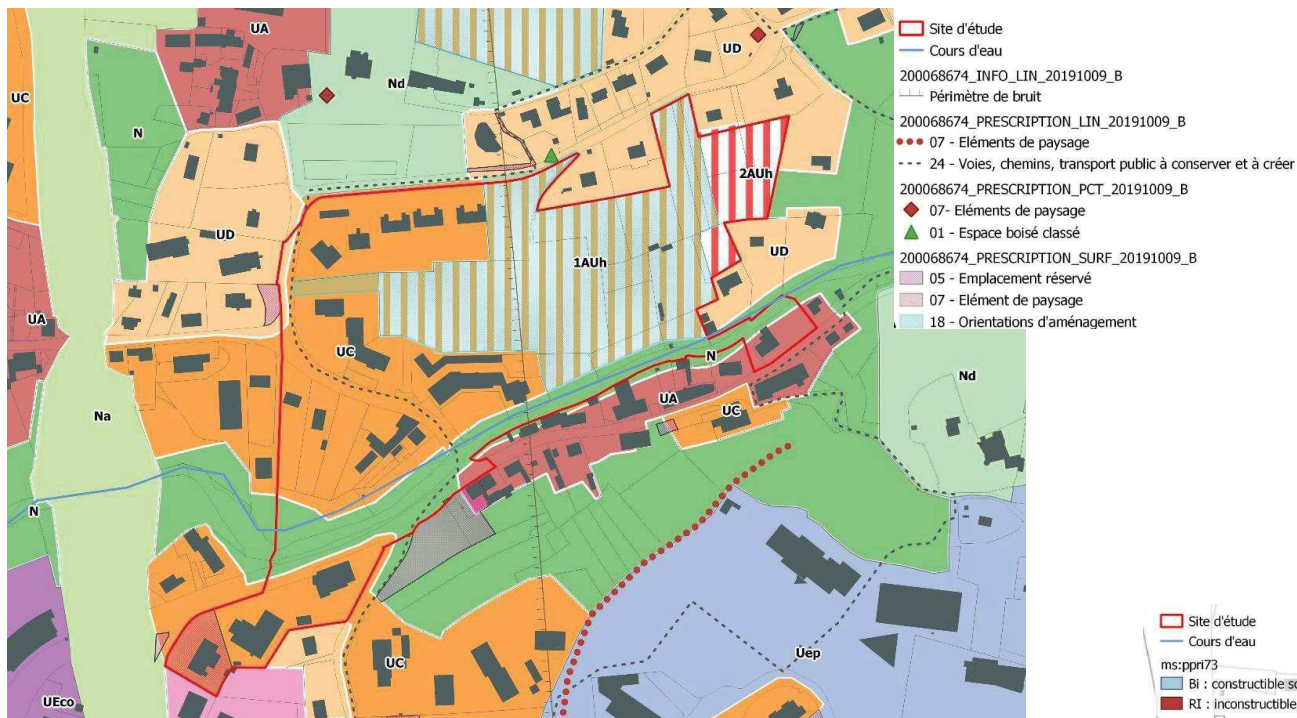 UA
UC
Nd
UD
N
2AUh
UD
UD
1AUh
UA
UC
N
Nd
Na
UA
UC
N
UC
Uép
UEco
Site d'étude
Cours d'eau
200068674_INFO_LIN_20191009_B
Périmètre de bruit
200068674_PRESCRIPTION_LIN_20191009_B
07 - Eléments de paysage
24 - Voies, chemins, transport public à conserver et à créer
200068674_PRESCRIPTION_PCT_20191009_B
07- Eléments de paysage
01 - Espace boisé classé
200068674_PRESCRIPTION_SURF_20191009_B
05 - Emplacement réservé
07 - Elément de paysage
18 - Orientations d'aménagement
Site d'étude
Cours d'eau
ms:ppri73
Bi : constructible so
RI : inconstructible